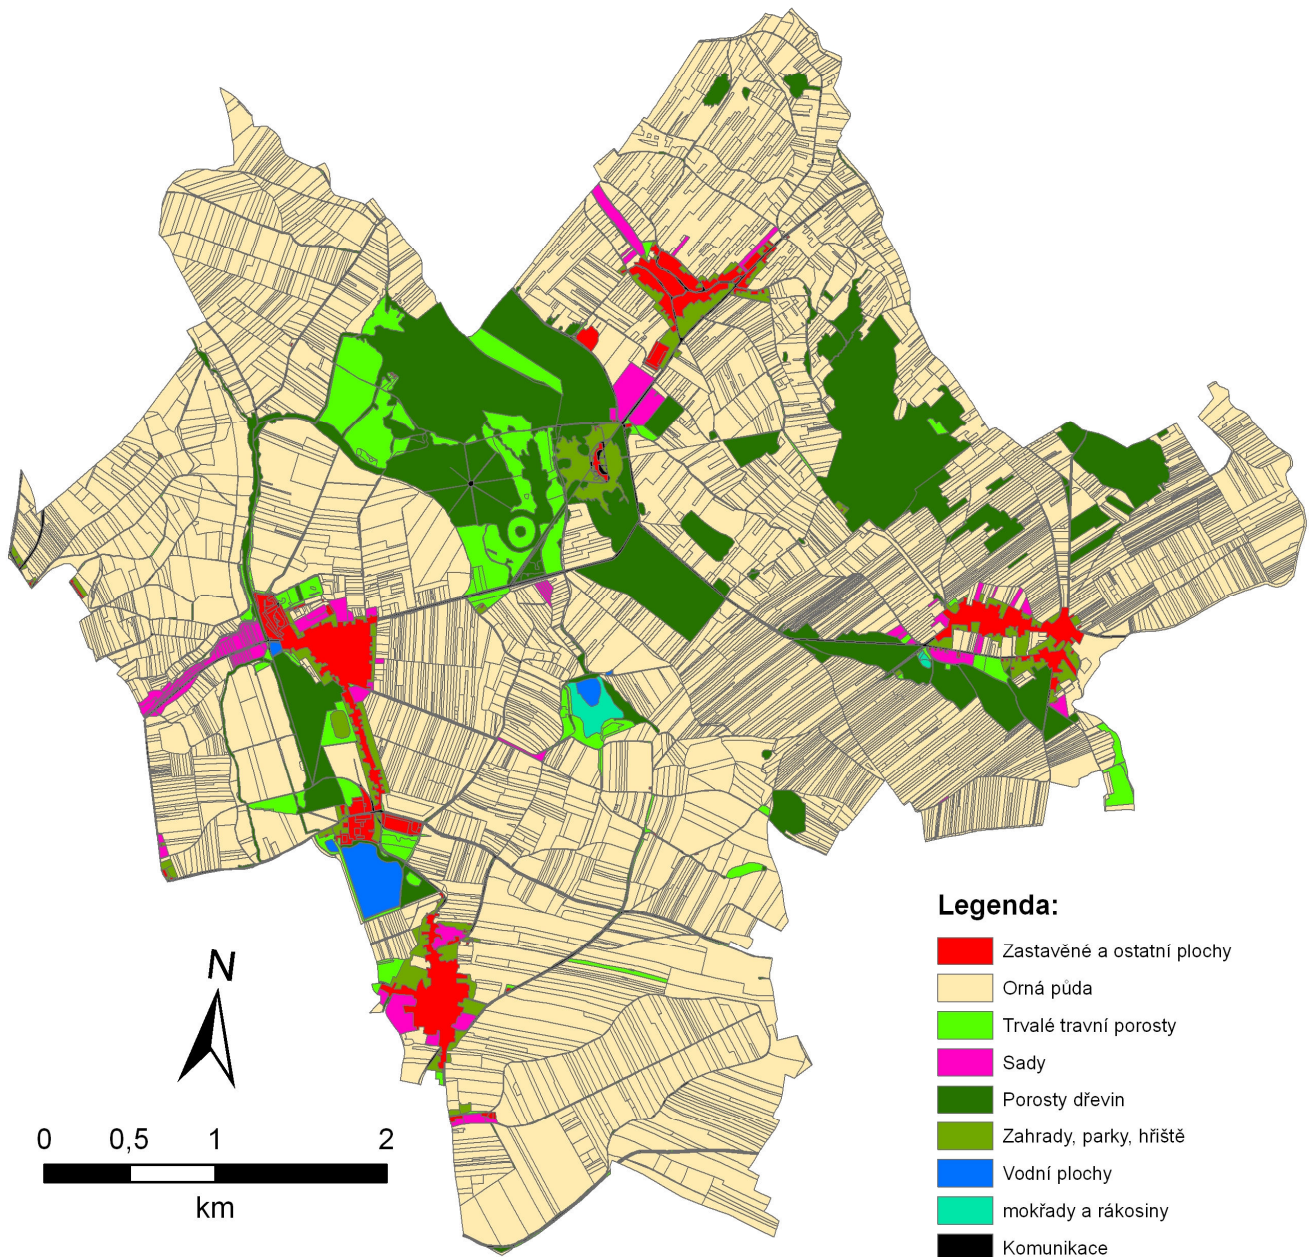 Legenda:
Zastavěné a ostatní plochy
Orná půda
Trvalé travní porosty
Sady
Porosty dřevin
Zahrady, parky, hřiště
Vodní plochy
mokřady a rákosiny
Komunikace
N
0 0,5 1 2
km